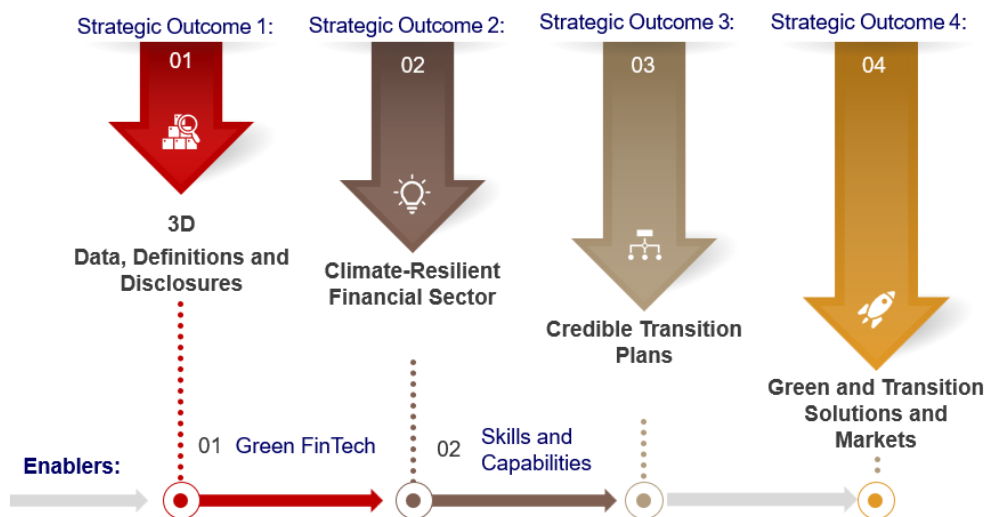 Strategic Outcome 1:
01
3D
Data, Definitions and
Disclosures
Strategic Outcome 2:
02
Climate-Resilient
Financial Sector
Strategic Outcome 3:
03
Credible Transition
Plans
Strategic Outcome 4:
04
Green and Transition
Solutions and
Markets
Enablers:
01 Green FinTech
02 Skills and
Capabilities